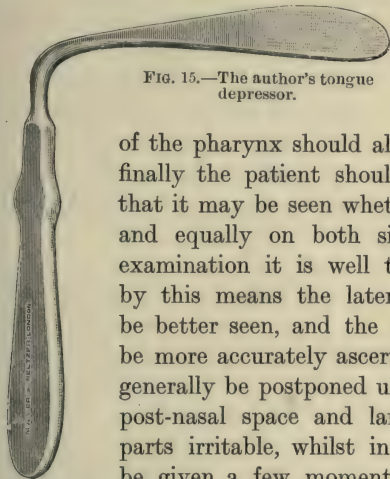 FIG. 15.—The author's tongue
depressor.
of the pharynx should al
finally the patient shoul
that it may be seen whet
and equally on both si
examination it is well t
by this means the later
be better seen, and the
be more accurately ascer
generally be postponed u
post-nasal space and la
parts irritable, whilst in
be given a few moment